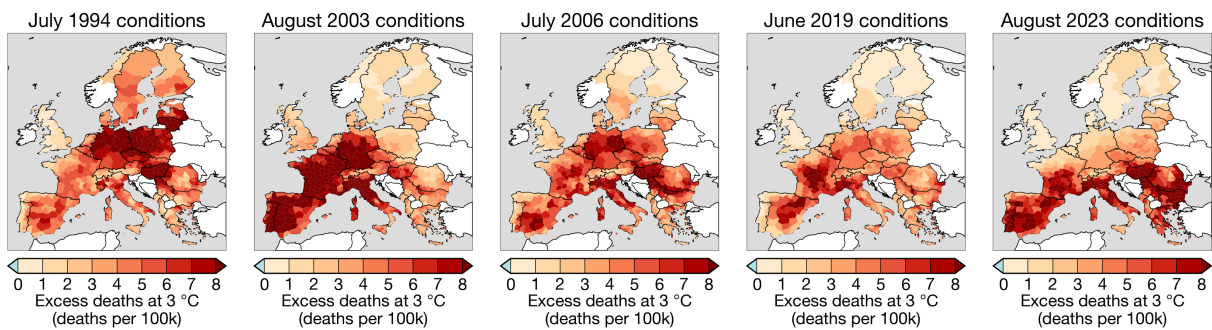 July 1994 conditions
August 2003 conditions
July 2006 conditions
June 2019 conditions
August 2023 conditions
0 1 2 3 4 5 6 7 8
Excess deaths at 3 °C
(deaths per 100k)
0 1 2 3 4 5 6 7 8
Excess deaths at 3 °C
(deaths per 100k)
0 1 2 3 4 5 6 7 8
Excess deaths at 3 °C
(deaths per 100k)
0 1 2 3 4 5 6 7 8
Excess deaths at 3 °C
(deaths per 100k)
0 1 2 3 4 5 6 7 8
Excess deaths at 3 °C
(deaths per 100k)